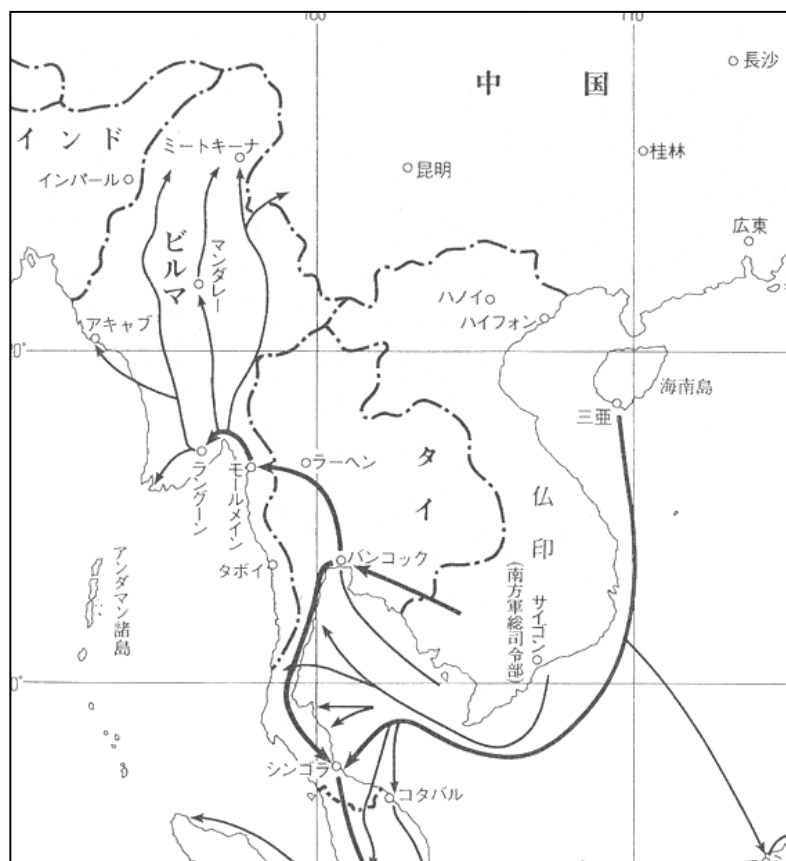 100
110
長沙
中国
インド
ミートキーナ
インパール
昆明
桂林
ビルマ
マンダレー
広東
ハノイ
ハイフォン
アキャブ
20°
海南島
三亜
ラングーン
モールメイン
ラーヘン
タイ
仏印
バンコック
タボイ
アンダマン諸島
サイゴン
(南方軍総司令部)
シンゴラ
コタバル